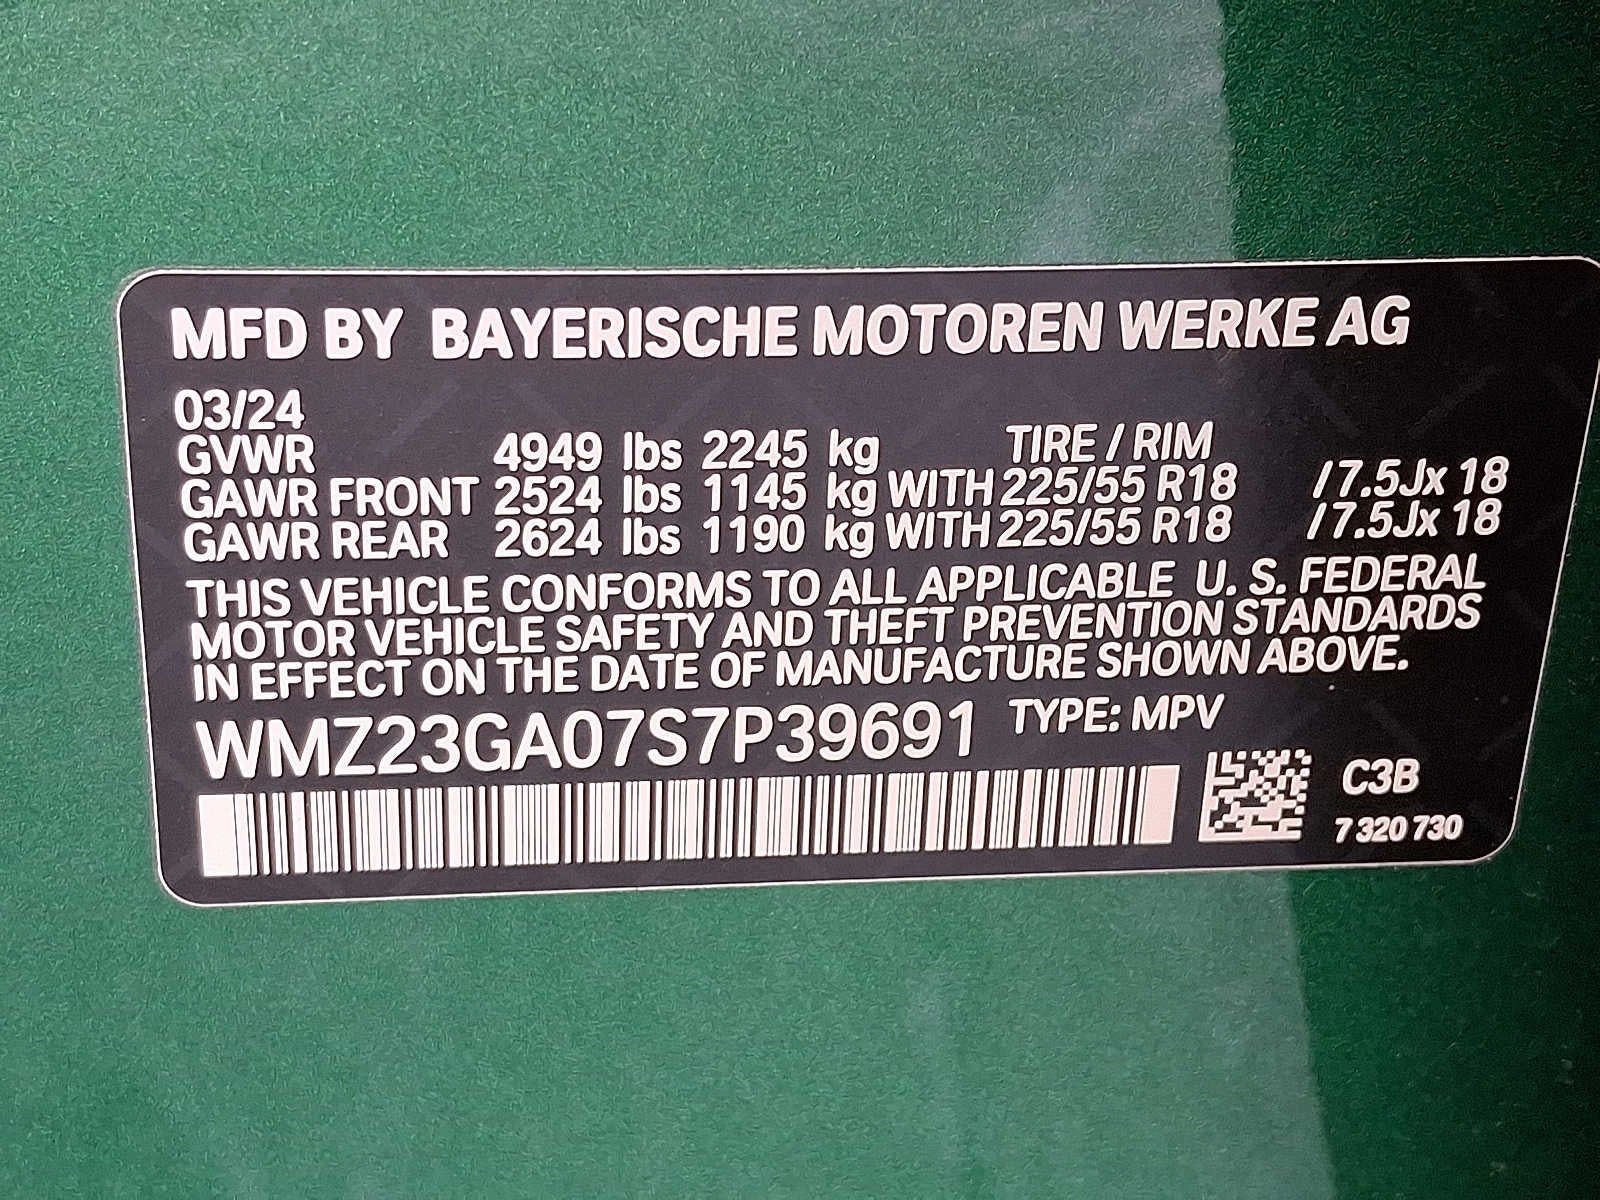 MFD BY BAYERISCHE MOTOREN WERKE AG
03/24
GVWR 4949 lbs 2245 kg TIRE / RIM
GAWR FRONT 2524 lbs 1145 kg WITH 225/55 R18 /7.5Jx 18
GAWR REAR 2624 lbs 1190 kg WITH 225/55 R18 /7.5Jx 18
THIS VEHICLE CONFORMS TO ALL APPLICABLE U. S. FEDERAL
MOTOR VEHICLE SAFETY AND THEFT PREVENTION STANDARDS
IN EFFECT ON THE DATE OF MANUFACTURE SHOWN ABOVE.
WMZ23GA07S7P39691 TYPE: MPV
C3B
7 320 730